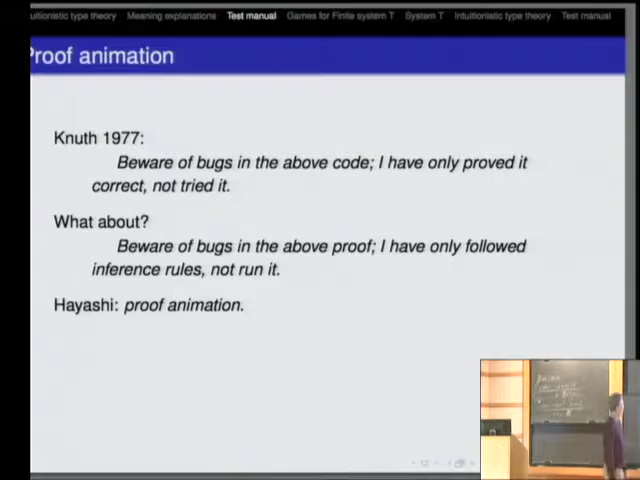 uitionistic type theory Meaning explanations Test manual Games for Finite system T System T Intuitionistic type theory Test manual
Proof animation
Knuth 1977:
Beware of bugs in the above code; I have only proved it
correct, not tried it.
What about?
Beware of bugs in the above proof; I have only followed
inference rules, not run it.
Hayashi: proof animation.